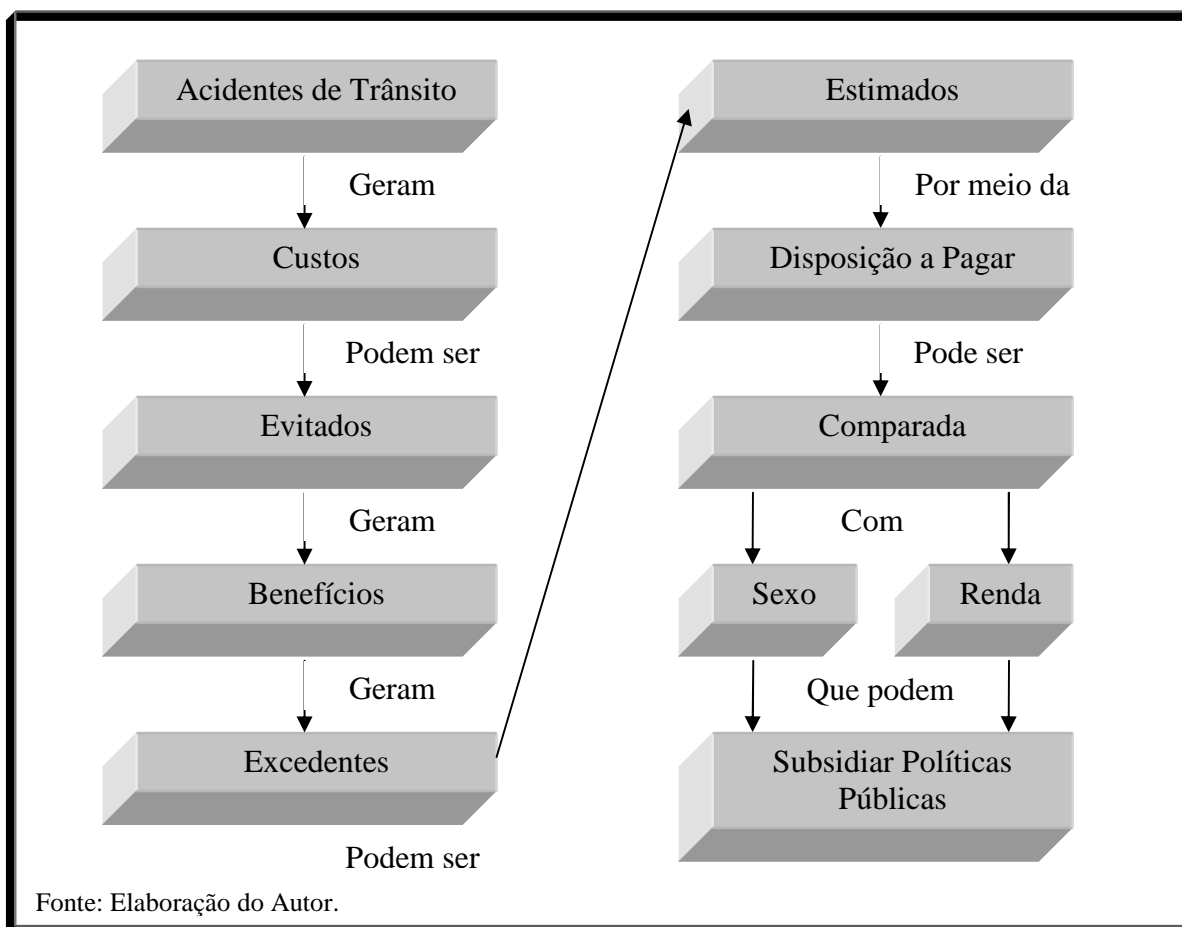 Acidentes de Trânsito
Geram
Custos
Podem ser
Evitados
Geram
Benefícios
Geram
Excedentes
Podem ser
Estimados
Por meio da
Disposição a Pagar
Pode ser
Comparada
Com
Sexo
Renda
Que podem
Subsidiar Políticas
Públicas
Fonte: Elaboração do Autor.